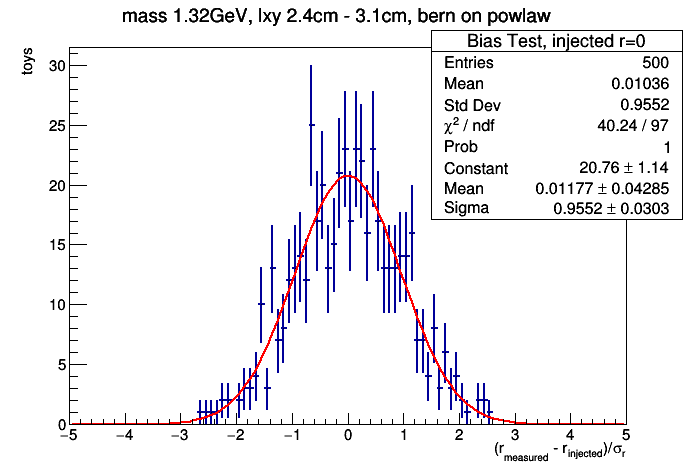 mass 1.32GeV, lxy 2.4cm - 3.1cm, bern on powlaw
Bias Test, injected r=0
Entries 500
Mean 0.01036
Std Dev 0.9552
χ² / ndf 40.24 / 97
Prob 1
Constant 20.76 ± 1.14
Mean 0.01177 ± 0.04285
Sigma 0.9552 ± 0.0303
toys
30
25
20
15
10
5
0
−5 −4 −3 −2 −1 0 1 2 3 4 5
(r_measured - r_injected)/σ_r